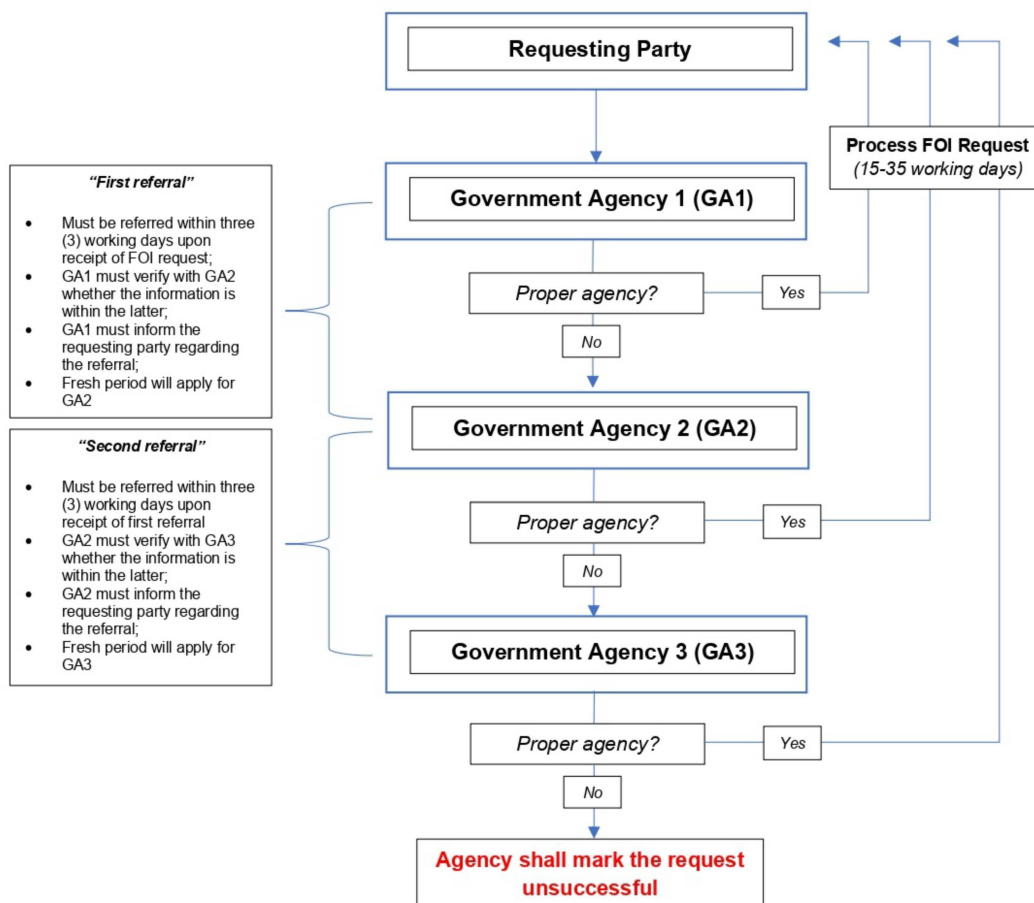 Requesting Party
Process FOI Request
(15-35 working days)
“First referral”
• Must be referred within three
(3) working days upon
receipt of FOI request;
• GA1 must verify with GA2
whether the information is
within the latter;
• GA1 must inform the
requesting party regarding
the referral;
• Fresh period will apply for
GA2
Government Agency 1 (GA1)
Proper agency?
Yes
No
Government Agency 2 (GA2)
“Second referral”
• Must be referred within three
(3) working days upon
receipt of first referral
• GA2 must verify with GA3
whether the information is
within the latter;
• GA2 must inform the
requesting party regarding
the referral;
• Fresh period will apply for
GA3
Proper agency?
Yes
No
Government Agency 3 (GA3)
Proper agency?
Yes
No
Agency shall mark the request
unsuccessful